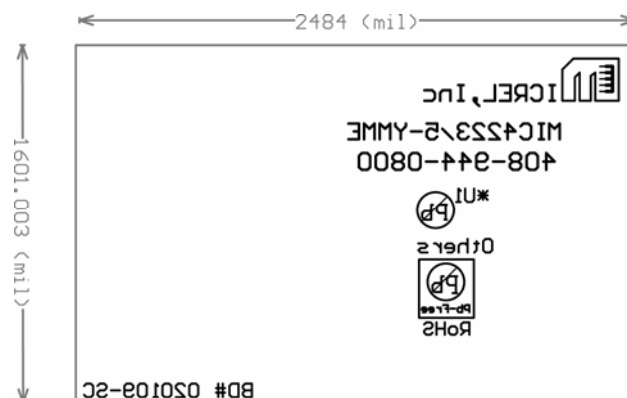 2484 (mil)
1601.003 (mil)
MICREL, Inc
MIC4223/5-YMME
408-944-0800
*U1
Pb
Others
Pb
Pb-Free
RoHS
BD# 020109-SC